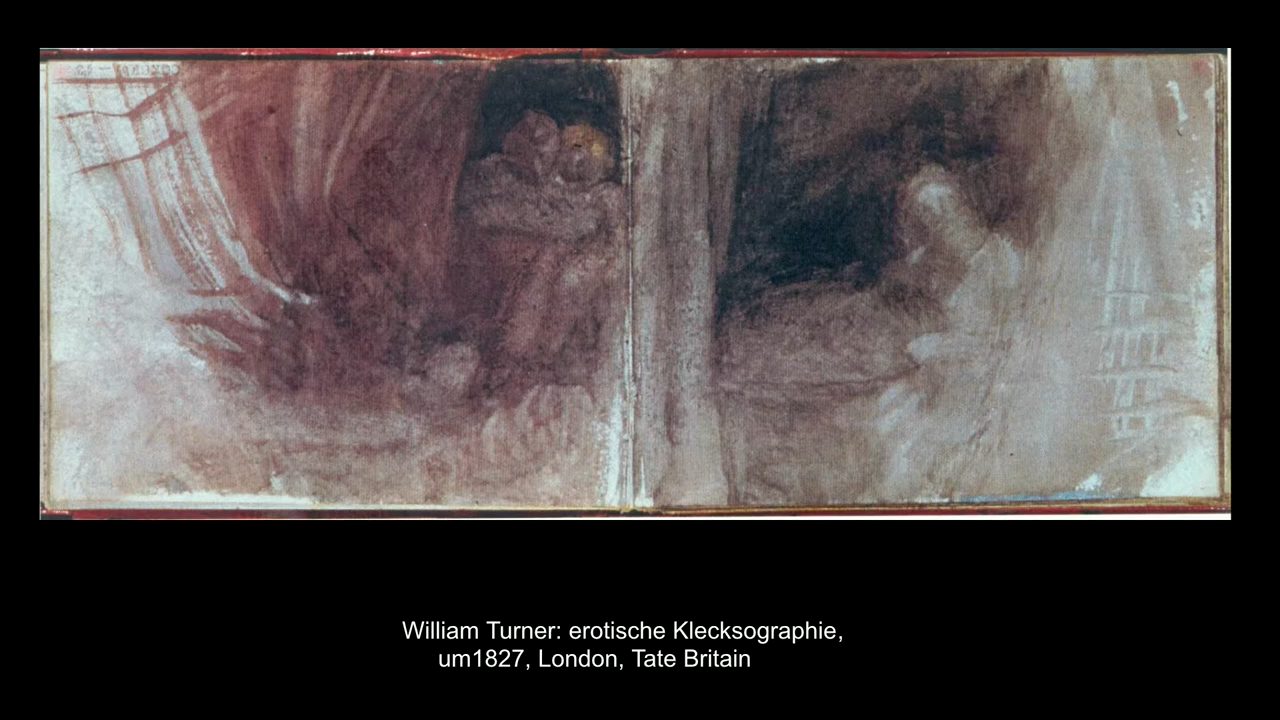 William Turner: erotische Klecksographie,
um1827, London, Tate Britain